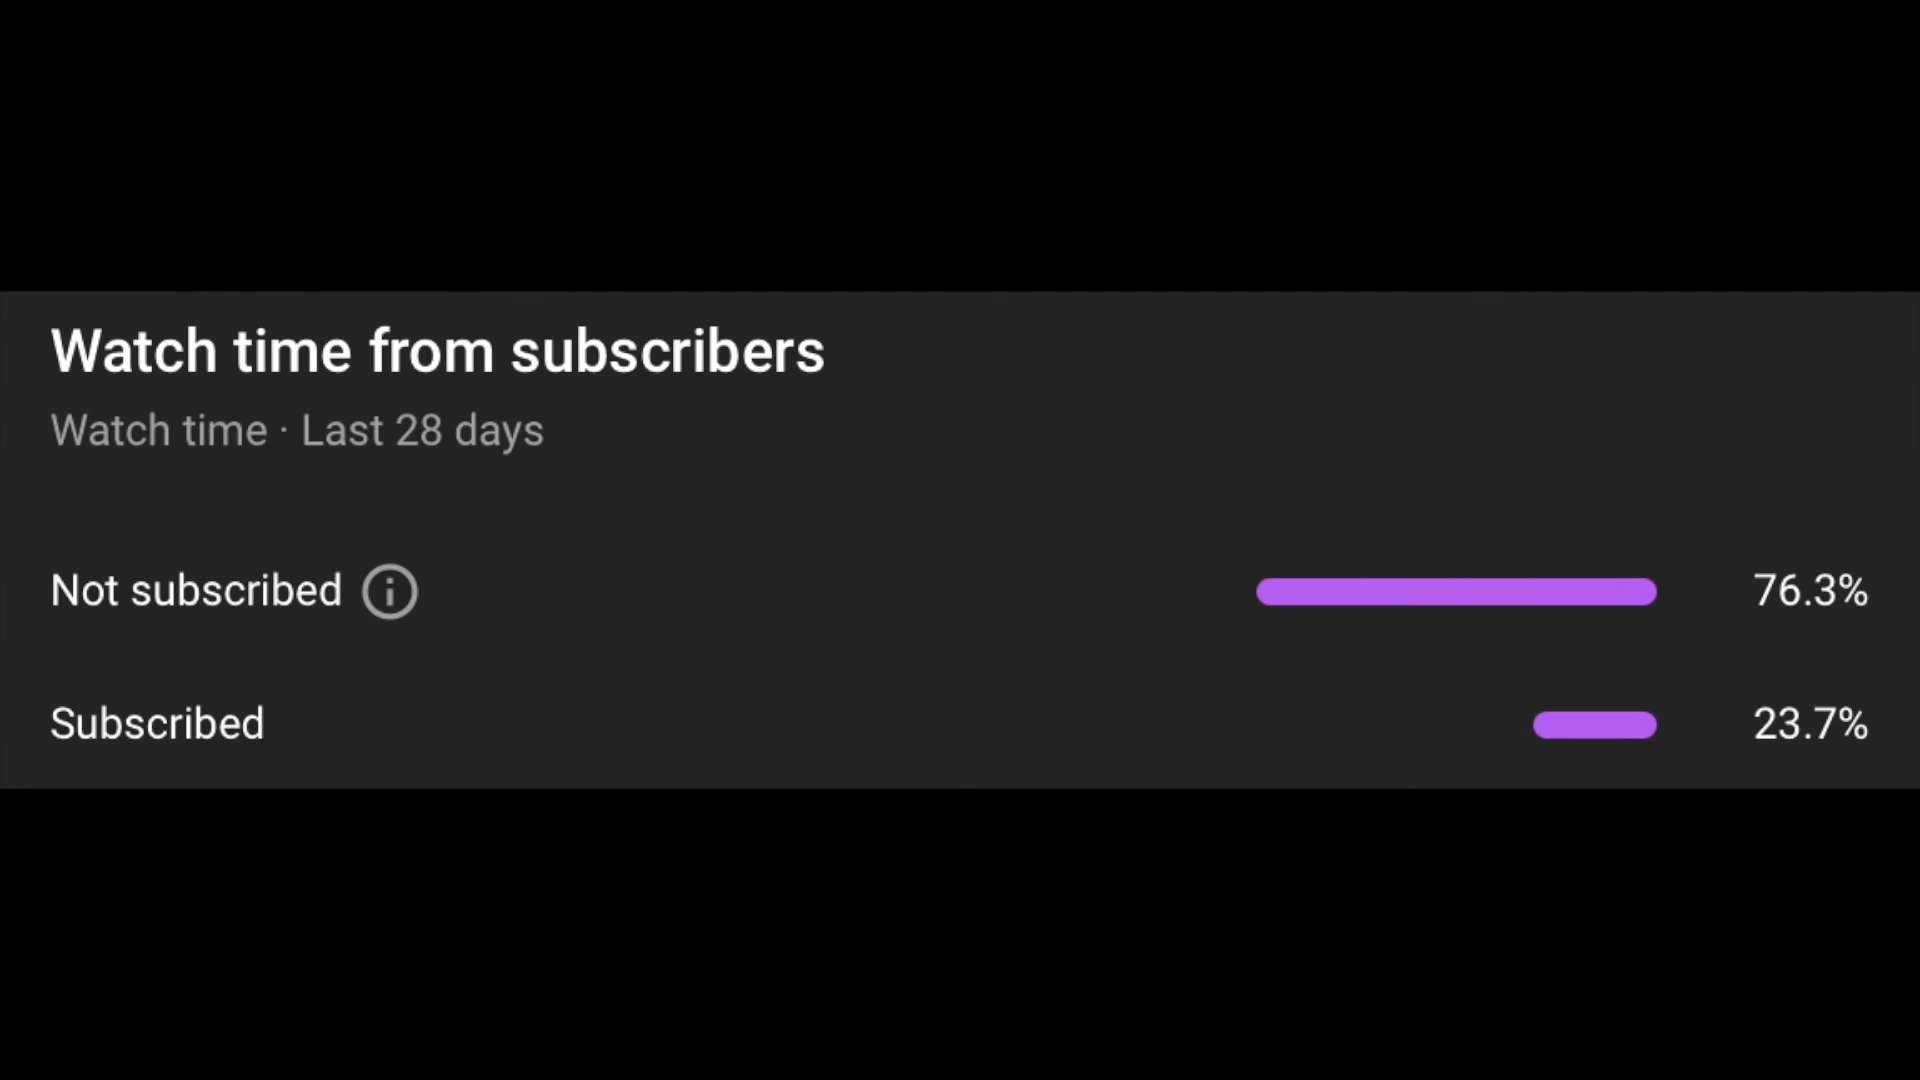 Watch time from subscribers
Watch time · Last 28 days
Not subscribed 76.3%
Subscribed 23.7%